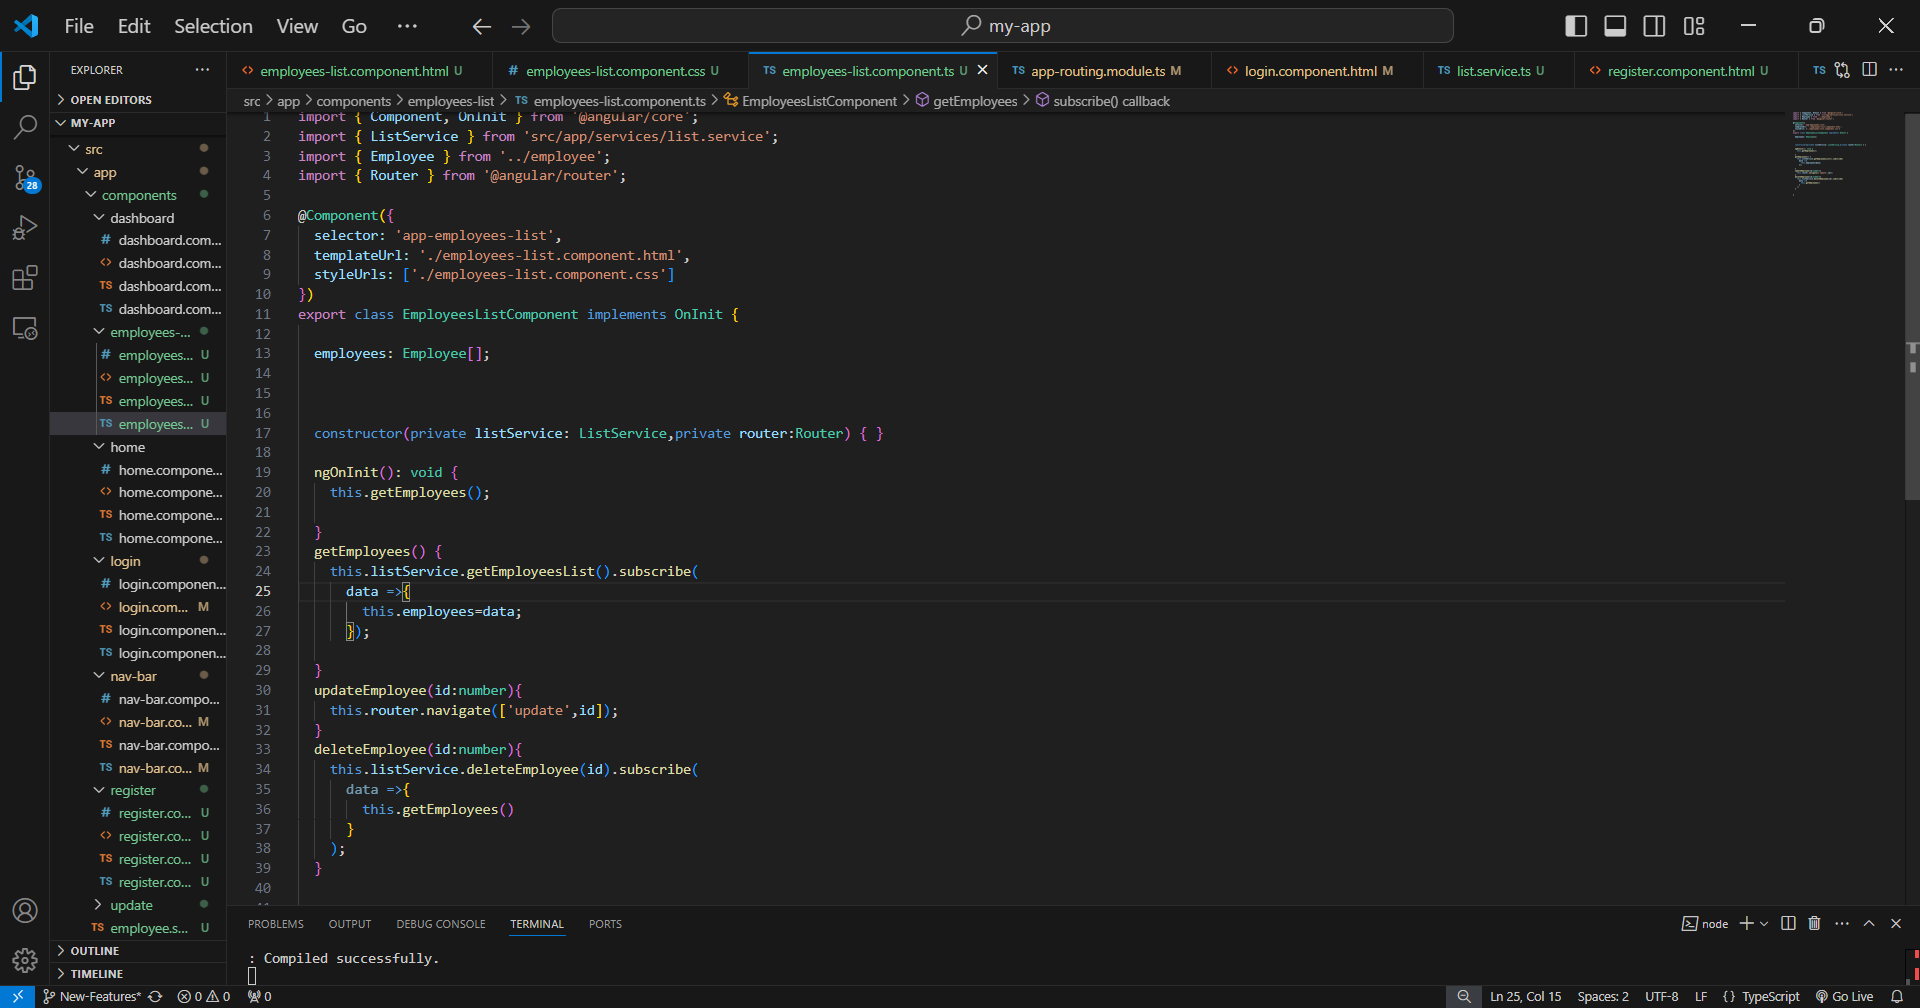 File Edit Selection View Go ··· my-app
EXPLORER ···
OPEN EDITORS
MY-APP
src
app
components
dashboard
# dashboard.com...
<> dashboard.com...
TS dashboard.com...
TS dashboard.com...
employees-...
# employees... U
<> employees... U
TS employees... U
TS employees... U
home
# home.compone...
<> home.compone...
TS home.compone...
TS home.compone...
login
# login.componen...
<> login.com... M
TS login.componen...
TS login.componen...
nav-bar
# nav-bar.compo...
<> nav-bar.co... M
TS nav-bar.compo...
TS nav-bar.co... M
register
# register.co... U
<> register.co... U
TS register.co... U
TS register.co... U
update
TS employee.s... U
OUTLINE
TIMELINE
28
<> employees-list.component.html U # employees-list.component.css U TS employees-list.component.ts U TS app-routing.module.ts M <> login.component.html M TS list.service.ts U <> register.component.html U TS ···
src > app > components > employees-list > TS employees-list.component.ts > EmployeesListComponent > getEmployees > subscribe() callback
1 import { Component, OnInit } from '@angular/core';
2 import { ListService } from 'src/app/services/list.service';
3 import { Employee } from '../employee';
4 import { Router } from '@angular/router';
5
6 @Component({
7 selector: 'app-employees-list',
8 templateUrl: './employees-list.component.html',
9 styleUrls: ['./employees-list.component.css']
10 })
11 export class EmployeesListComponent implements OnInit {
12
13 employees: Employee[];
14
15
16
17 constructor(private listService: ListService,private router:Router) { }
18
19 ngOnInit(): void {
20 this.getEmployees();
21
22 }
23 getEmployees() {
24 this.listService.getEmployeesList().subscribe(
25 data =>{
26 this.employees=data;
27 });
28
29 }
30 updateEmployee(id:number){
31 this.router.navigate(['update',id]);
32 }
33 deleteEmployee(id:number){
34 this.listService.deleteEmployee(id).subscribe(
35 data =>{
36 this.getEmployees()
37 }
38 );
39 }
40
PROBLEMS OUTPUT DEBUG CONSOLE TERMINAL PORTS node
: Compiled successfully.
New-Features* 0 0 0 Ln 25, Col 15 Spaces: 2 UTF-8 LF {} TypeScript Go Live